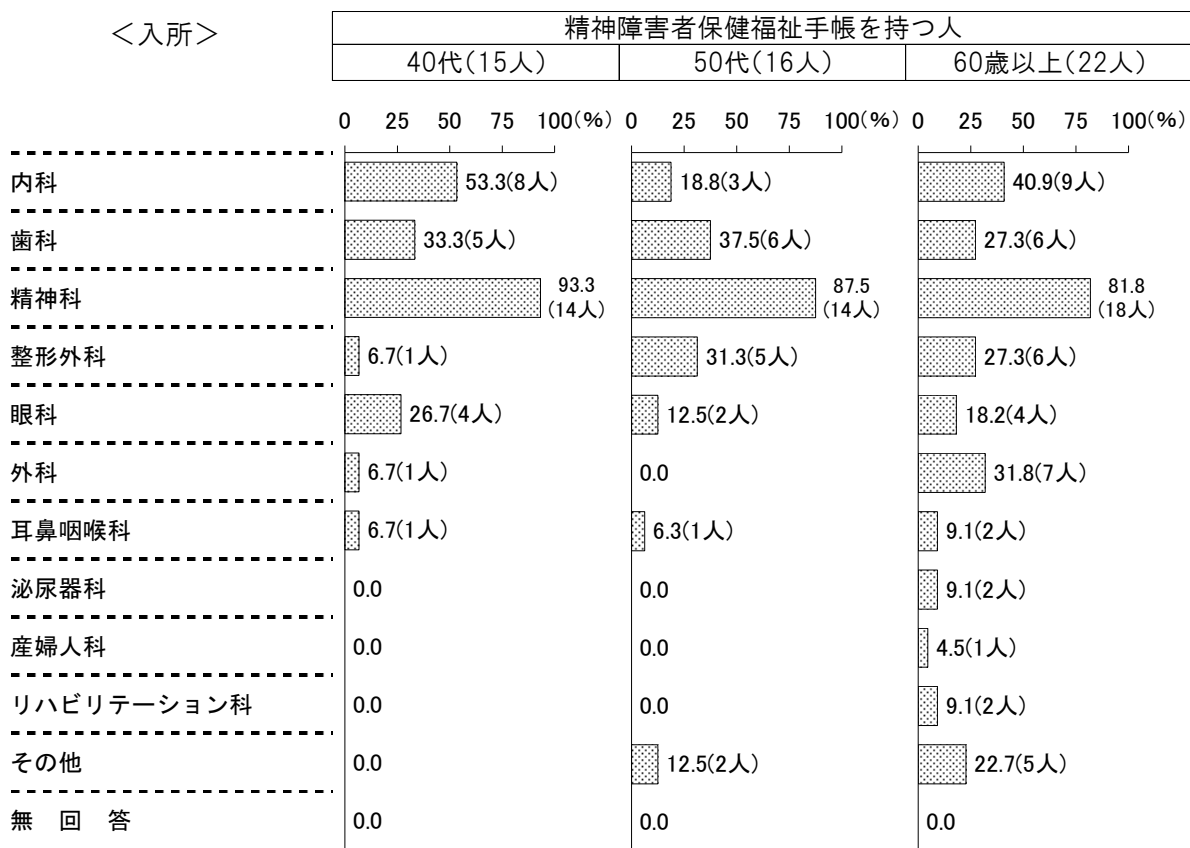 ＜入所＞
精神障害者保健福祉手帳を持つ人
40代(15人) 50代(16人) 60歳以上(22人)
0 25 50 75 100(%) 0 25 50 75 100(%) 0 25 50 75 100(%)
内科 53.3(8人) 18.8(3人) 40.9(9人)
歯科 33.3(5人) 37.5(6人) 27.3(6人)
精神科 93.3(14人) 87.5(14人) 81.8(18人)
整形外科 6.7(1人) 31.3(5人) 27.3(6人)
眼科 26.7(4人) 12.5(2人) 18.2(4人)
外科 6.7(1人) 0.0 31.8(7人)
耳鼻咽喉科 6.7(1人) 6.3(1人) 9.1(2人)
泌尿器科 0.0 0.0 9.1(2人)
産婦人科 0.0 0.0 4.5(1人)
リハビリテーション科 0.0 0.0 9.1(2人)
その他 0.0 12.5(2人) 22.7(5人)
無　回　答 0.0 0.0 0.0